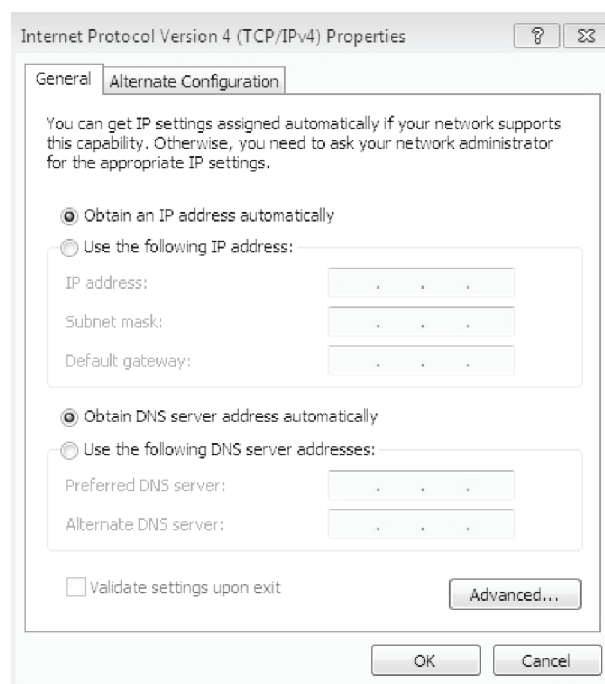 Internet Protocol Version 4 (TCP/IPv4) Properties ?
General Alternate Configuration
You can get IP settings assigned automatically if your network supports
this capability. Otherwise, you need to ask your network administrator
for the appropriate IP settings.
Obtain an IP address automatically
Use the following IP address:
IP address:
Subnet mask:
Default gateway:
Obtain DNS server address automatically
Use the following DNS server addresses:
Preferred DNS server:
Alternate DNS server:
Validate settings upon exit
Advanced...
OK Cancel